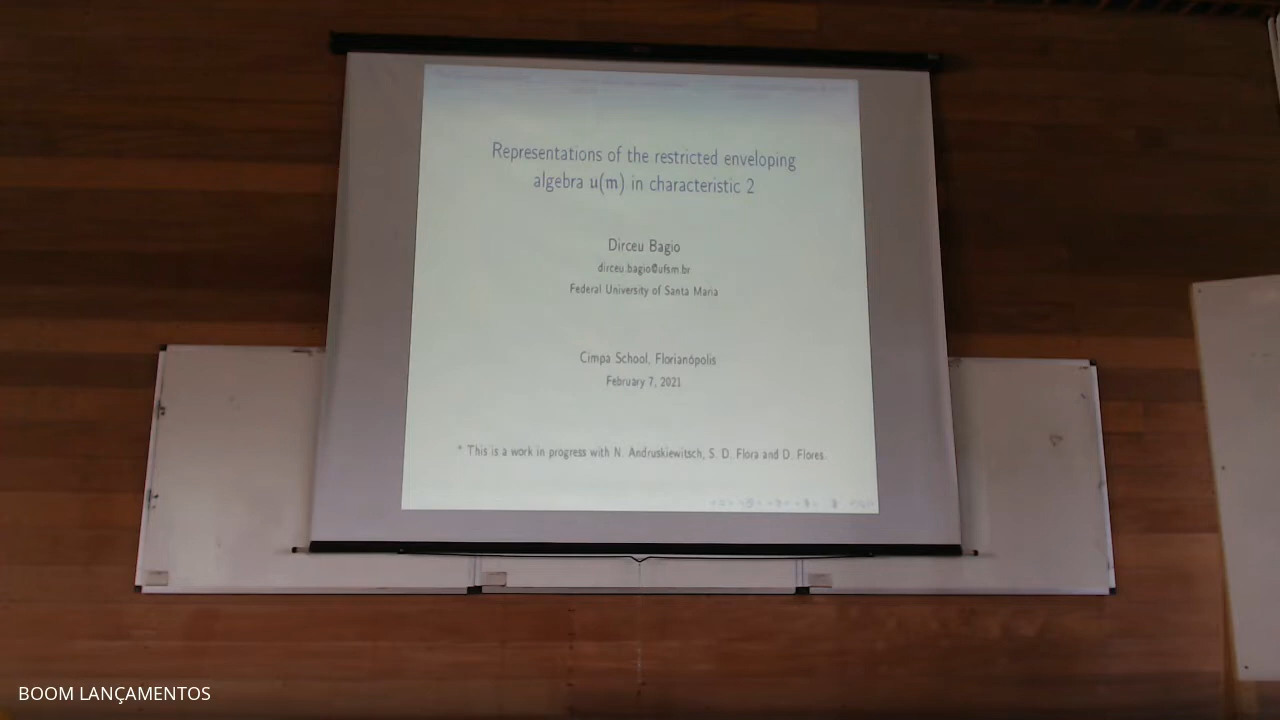 Representations of the restricted enveloping
algebra u(m) in characteristic 2
Dirceu Bagio
dirceu.bagio@ufsm.br
Federal University of Santa Maria
Cimpa School, Florianópolis
February 7, 2021
* This is a work in progress with N. Andruskiewitsch, S. D. Flora and D. Flores.
BOOM LANÇAMENTOS